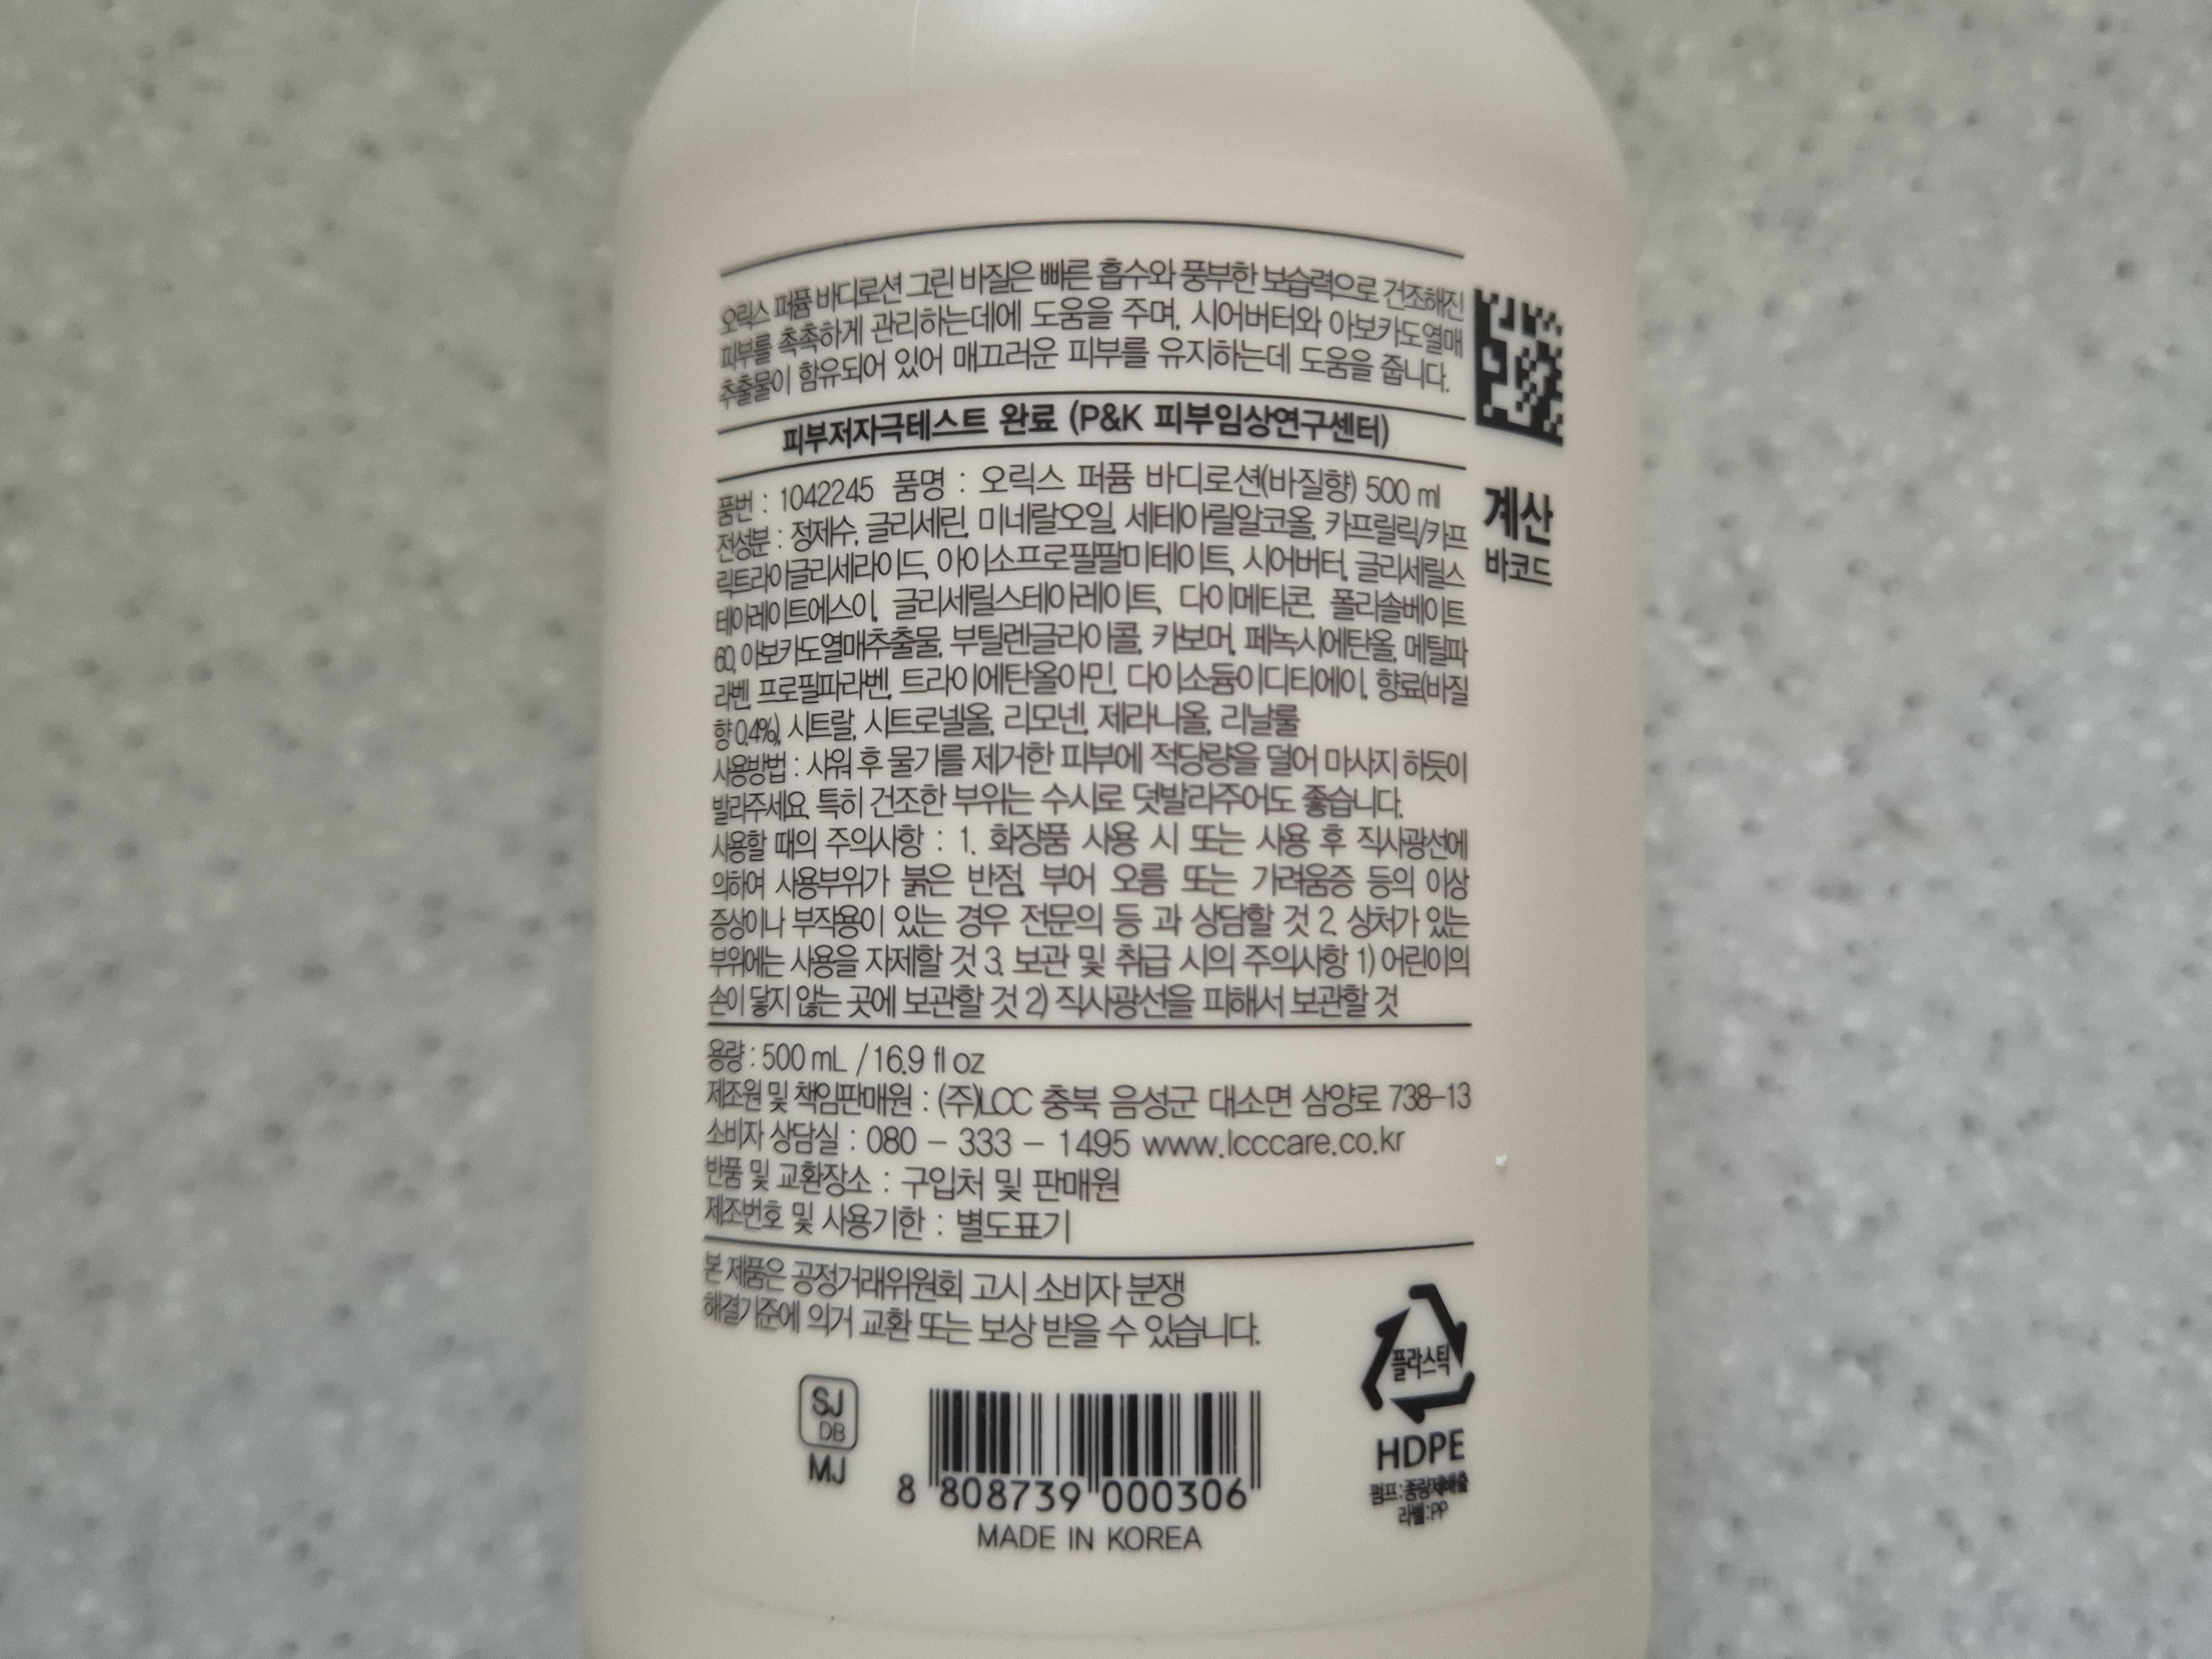 오릭스 퍼퓸 바디로션 그린 바질은 빠른 흡수와 풍부한 보습력으로 건조해진
피부를 촉촉하게 관리하는데에 도움을 주며, 시어버터와 아보카도열매
추출물이 함유되어 있어 매끄러운 피부를 유지하는데 도움을 줍니다.
피부저자극테스트 완료 (P&K 피부임상연구센터)
품번 : 1042245 품명 : 오릭스 퍼퓸 바디로션(바질향) 500 ml
전성분 : 정제수, 글리세린, 미네랄오일, 세테아릴알코올, 카프릴릭/카프
릭트라이글리세라이드, 아이소프로필팔미테이트, 시어버터, 글리세릴스
테아레이트에스이, 글리세릴스테아레이트, 다이메티콘, 폴리솔베이트
60, 아보카도열매추출물, 부틸렌글라이콜, 카보머, 페녹시에탄올, 메틸파
라벤, 프로필파라벤, 트라이에탄올아민, 다이소듐이디티에이, 향료(바질
향0.4%), 시트랄, 시트로넬올, 리모넨, 제라니올, 리날룰
사용방법 : 샤워 후 물기를 제거한 피부에 적당량을 덜어 마사지 하듯이
발라주세요. 특히 건조한 부위는 수시로 덧발라주어도 좋습니다.
사용할 때의 주의사항 : 1. 화장품 사용 시 또는 사용 후 직사광선에
의하여 사용부위가 붉은 반점, 부어 오름 또는 가려움증 등의 이상
증상이나 부작용이 있는 경우 전문의 등 과 상담할 것 2. 상처가 있는
부위에는 사용을 자제할 것 3. 보관 및 취급 시의 주의사항 1) 어린이의
손이 닿지 않는 곳에 보관할 것 2) 직사광선을 피해서 보관할 것
계산
바코드
용량 : 500 mL / 16.9 fl oz
제조원 및 책임판매원 : (주)LCC 충북 음성군 대소면 삼양로 738-13
소비자 상담실 : 080 - 333 - 1495 www.lcccare.co.kr
반품 및 교환장소 : 구입처 및 판매원
제조번호 및 사용기한 : 별도표기
본 제품은 공정거래위원회 고시 소비자 분쟁
해결기준에 의거 교환 또는 보상 받을 수 있습니다.
SJ
DB
MJ
8 808739 000306
MADE IN KOREA
플라스틱
HDPE
펌프:종량제배출
라벨:PP